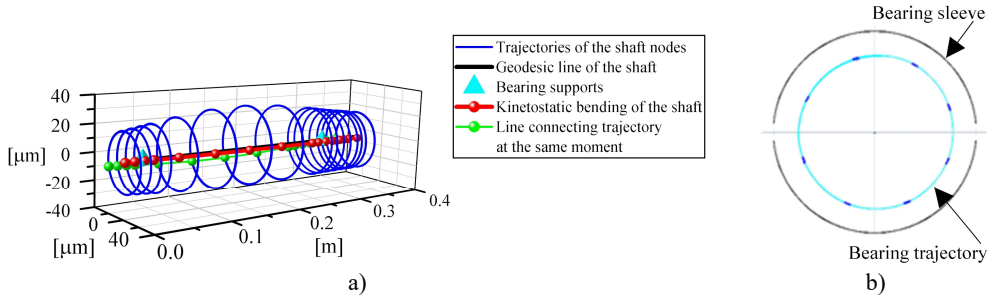 40
20
0
-20
-40
[μm]
0
40
[μm]
0.0
0.1
0.2
0.3
0.4
[m]
Trajectories of the shaft nodes
Geodesic line of the shaft
Bearing supports
Kinetostatic bending of the shaft
Line connecting trajectory
at the same moment
a)
Bearing sleeve
Bearing trajectory
b)